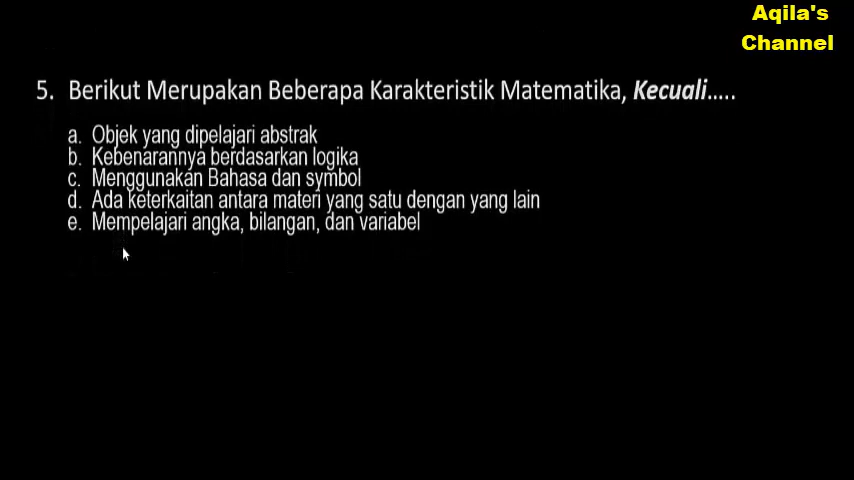 Aqila's
Channel
5. Berikut Merupakan Beberapa Karakteristik Matematika, Kecuali.....
a. Objek yang dipelajari abstrak
b. Kebenarannya berdasarkan logika
c. Menggunakan Bahasa dan symbol
d. Ada keterkaitan antara materi yang satu dengan yang lain
e. Mempelajari angka, bilangan, dan variabel